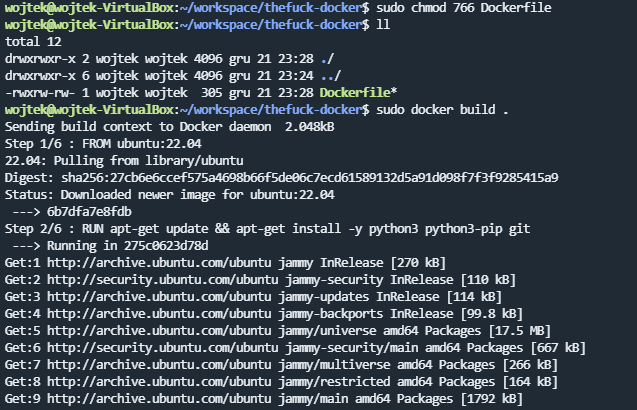 wojtek@wojtek-VirtualBox:~/workspace/thefuck-docker$ sudo chmod 766 Dockerfile
wojtek@wojtek-VirtualBox:~/workspace/thefuck-docker$ ll
total 12
drwxrwxr-x 2 wojtek wojtek 4096 gru 21 23:28 ./
drwxrwxr-x 6 wojtek wojtek 4096 gru 21 23:24 ../
-rwxrw-rw- 1 wojtek wojtek  305 gru 21 23:28 Dockerfile*
wojtek@wojtek-VirtualBox:~/workspace/thefuck-docker$ sudo docker build .
Sending build context to Docker daemon  2.048kB
Step 1/6 : FROM ubuntu:22.04
22.04: Pulling from library/ubuntu
Digest: sha256:27cb6e6ccef575a4698b66f5de06c7ecd61589132d5a91d098f7f3f9285415a9
Status: Downloaded newer image for ubuntu:22.04
 ---> 6b7dfa7e8fdb
Step 2/6 : RUN apt-get update && apt-get install -y python3 python3-pip git
 ---> Running in 275c0623d78d
Get:1 http://archive.ubuntu.com/ubuntu jammy InRelease [270 kB]
Get:2 http://security.ubuntu.com/ubuntu jammy-security InRelease [110 kB]
Get:3 http://archive.ubuntu.com/ubuntu jammy-updates InRelease [114 kB]
Get:4 http://archive.ubuntu.com/ubuntu jammy-backports InRelease [99.8 kB]
Get:5 http://archive.ubuntu.com/ubuntu jammy/universe amd64 Packages [17.5 MB]
Get:6 http://security.ubuntu.com/ubuntu jammy-security/main amd64 Packages [667 kB]
Get:7 http://archive.ubuntu.com/ubuntu jammy/multiverse amd64 Packages [266 kB]
Get:8 http://archive.ubuntu.com/ubuntu jammy/restricted amd64 Packages [164 kB]
Get:9 http://archive.ubuntu.com/ubuntu jammy/main amd64 Packages [1792 kB]